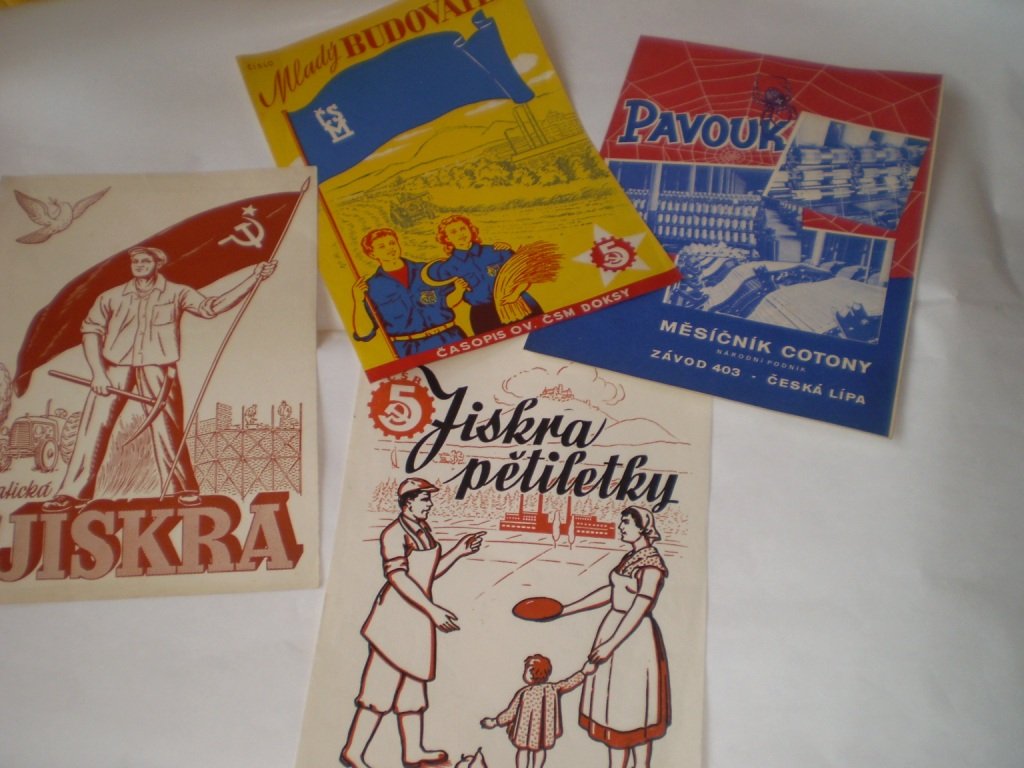 ČÍSLO
Mladý BUDOVATEL
ČSM
5
ČASOPIS OV. ČSM DOKSY
PAVOUK
MĚSÍČNÍK COTONY
NÁRODNÍ PODNIK
ZÁVOD 403 - ČESKÁ LÍPA
JISKRA
5
Jiskra
pětiletky